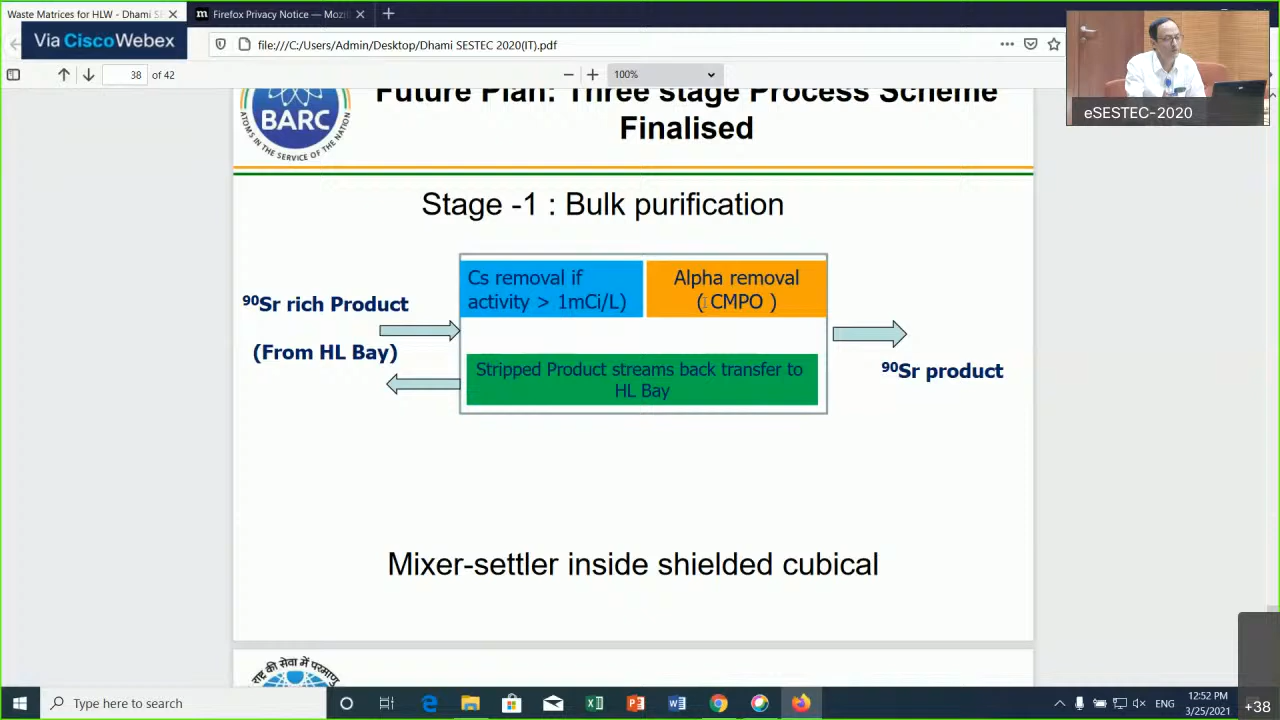 Waste Matrices for HLW - Dhami SE
Firefox Privacy Notice — Mozil
Via CiscoWebex
file:///C:/Users/Admin/Desktop/Dhami SESTEC 2020(IT).pdf
38 of 42
100%
eSESTEC-2020
BARC
ATOMS IN THE SERVICE OF THE NATION
Future Plan: Three stage Process Scheme
Finalised
Stage -1 : Bulk purification
Cs removal if
activity > 1mCi/L)
Alpha removal
( CMPO )
⁹⁰Sr rich Product
(From HL Bay)
⁹⁰Sr product
Stripped Product streams back transfer to
HL Bay
Mixer-settler inside shielded cubical
राष्ट्र की सेवा में परमाणु
Type here to search
ENG
12:52 PM
3/25/2021
+38